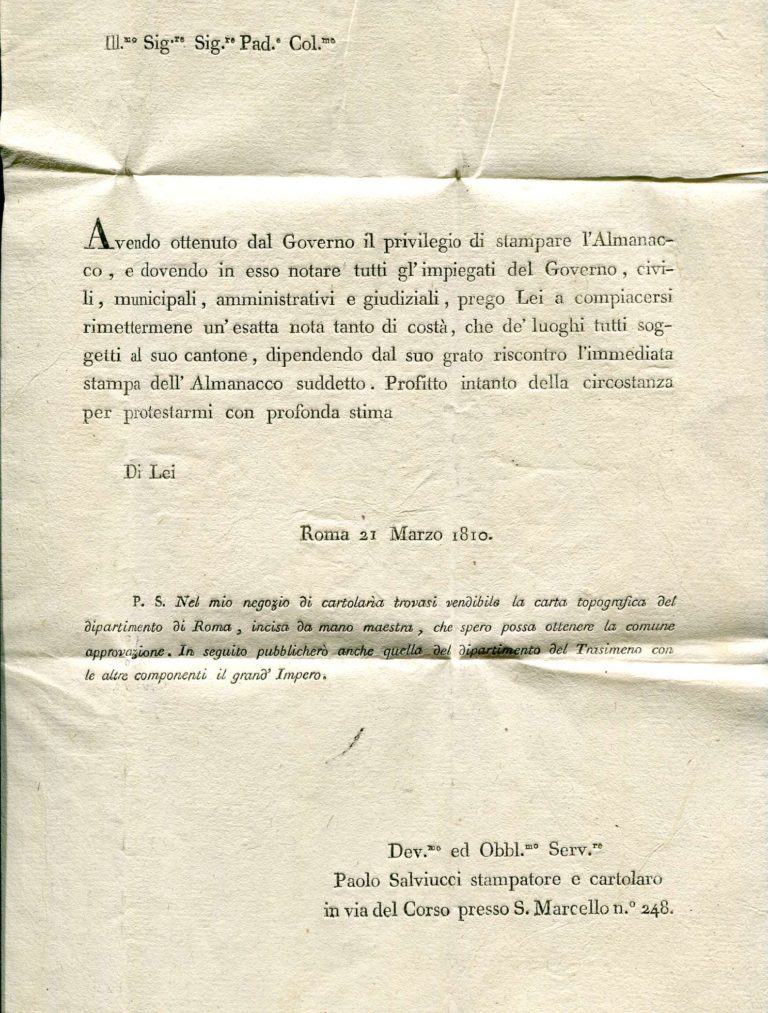 Ill.mo Sig.re Sig.re Pad.e Col.mo
Avendo ottenuto dal Governo il privilegio di stampare l'Almanac-
co, e dovendo in esso notare tutti gl'impiegati del Governo, civi-
li, municipali, amministrativi e giudiziali, prego Lei a compiacersi
rimettermene un'esatta nota tanto di costà, che de' luoghi tutti sog-
getti al suo cantone, dipendendo dal suo grato riscontro l'immediata
stampa dell' Almanacco suddetto. Profitto intanto della circostanza
per protestarmi con profonda stima
Di Lei
Roma 21 Marzo 1810.
P. S. Nel mio negozio di cartolaria trovasi vendibile la carta topografica del
dipartimento di Roma, incisa da mano maestra, che spero possa ottenere la comune
approvazione. In seguito pubblicherò anche quella del dipartimento del Trasimeno con
le altre componenti il grand' Impero.
Dev.mo ed Obbl.mo Serv.re
Paolo Salviucci stampatore e cartolaro
in via del Corso presso S. Marcello n.º 248.